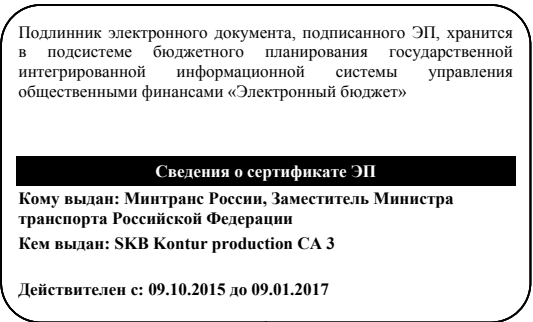 Подлинник электронного документа, подписанного ЭП, хранится
в подсистеме бюджетного планирования государственной
интегрированной информационной системы управления
общественными финансами «Электронный бюджет»
Сведения о сертификате ЭП
Кому выдан: Минтранс России, Заместитель Министра
транспорта Российской Федерации
Кем выдан: SKB Kontur production CA 3
Действителен с: 09.10.2015 до 09.01.2017